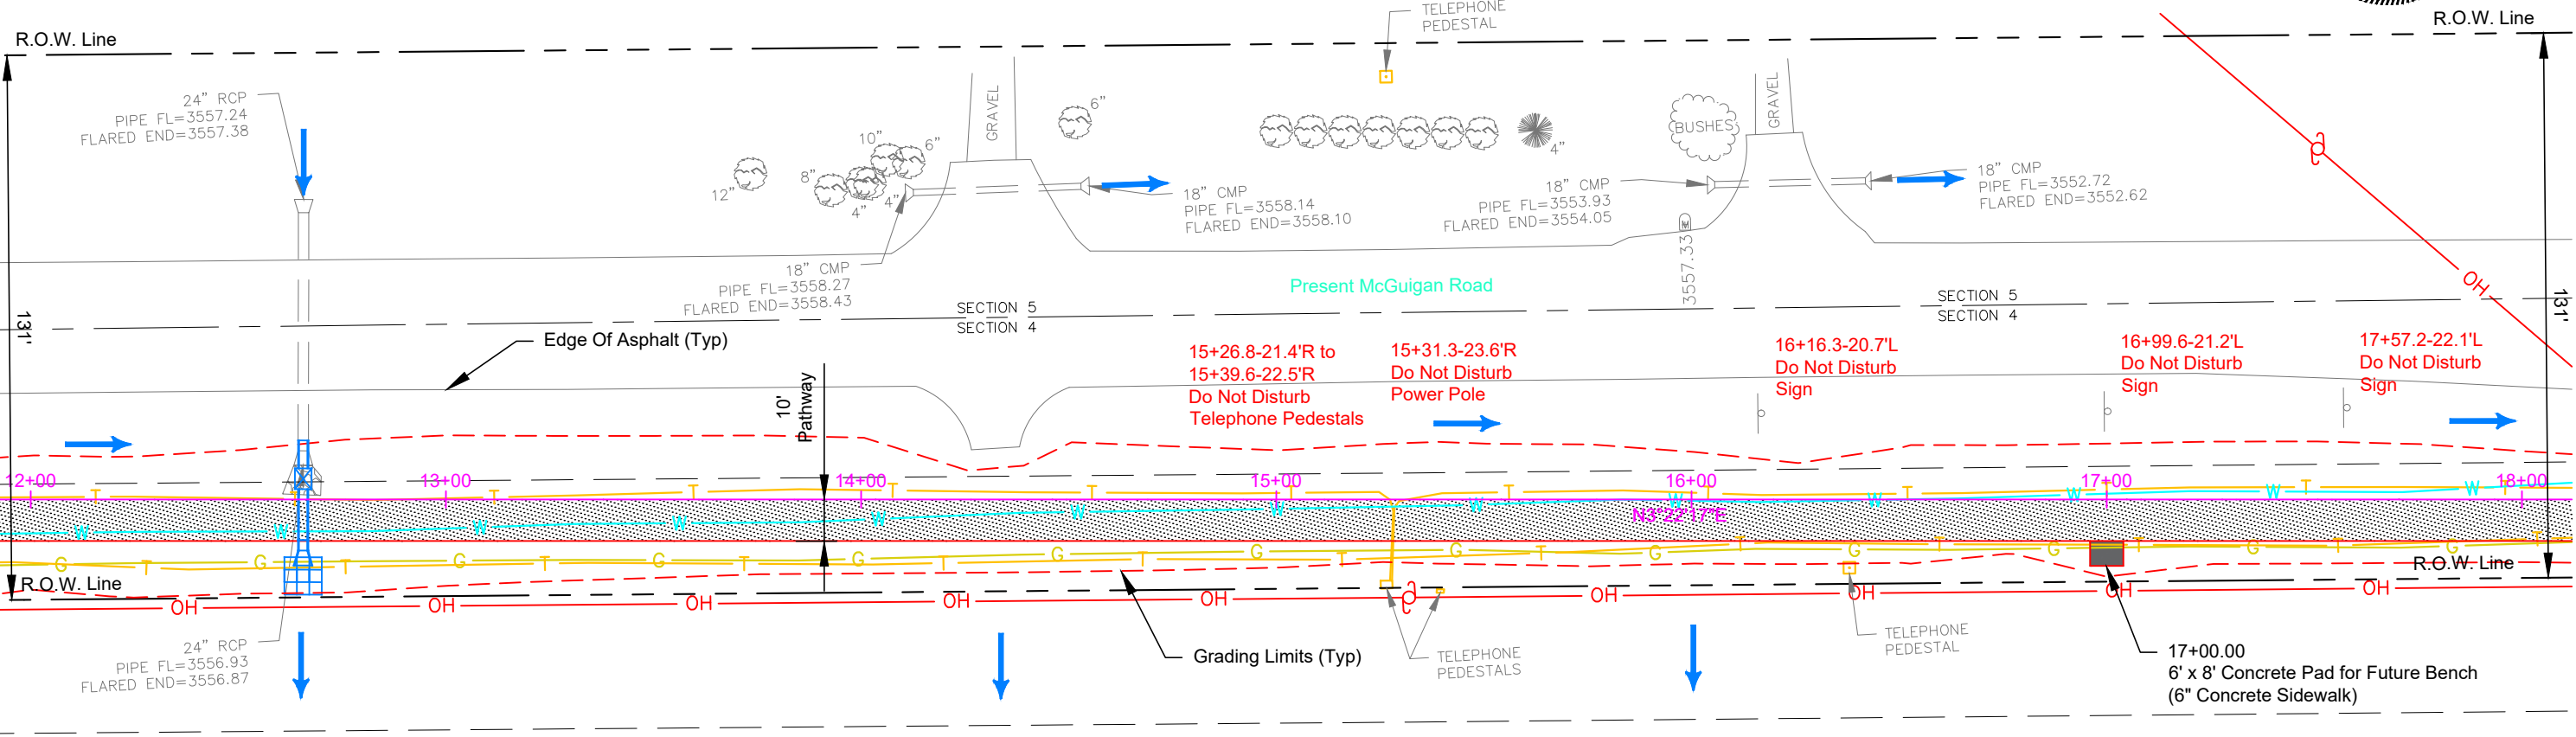 R.O.W. Line
TELEPHONE
PEDESTAL
R.O.W. Line
24" RCP
PIPE FL=3557.24
FLARED END=3557.38
GRAVEL
6"
10"
6"
8"
12"
4"
4"
4"
BUSHES
GRAVEL
18" CMP
PIPE FL=3558.14
FLARED END=3558.10
18" CMP
PIPE FL=3553.93
FLARED END=3554.05
18" CMP
PIPE FL=3552.72
FLARED END=3552.62
18" CMP
PIPE FL=3558.27
FLARED END=3558.43
3557.33
Present McGuigan Road
OH
131'
131'
SECTION 5
SECTION 4
SECTION 5
SECTION 4
Edge Of Asphalt (Typ)
10'
Pathway
15+26.8-21.4'R to
15+39.6-22.5'R
Do Not Disturb
Telephone Pedestals
15+31.3-23.6'R
Do Not Disturb
Power Pole
16+16.3-20.7'L
Do Not Disturb
Sign
16+99.6-21.2'L
Do Not Disturb
Sign
17+57.2-22.1'L
Do Not Disturb
Sign
12+00
13+00
14+00
15+00
16+00
17+00
18+00
T T T T T T T T T T T T
W W W W W W W W W W W W W
N3°22'17"E
G G G G G G G G G G G G G
T T T T T T T T T T T T T
R.O.W. Line
R.O.W. Line
OH OH OH OH OH OH OH OH OH
24" RCP
PIPE FL=3556.93
FLARED END=3556.87
Grading Limits (Typ)
TELEPHONE
PEDESTALS
TELEPHONE
PEDESTAL
17+00.00
6' x 8' Concrete Pad for Future Bench
(6" Concrete Sidewalk)